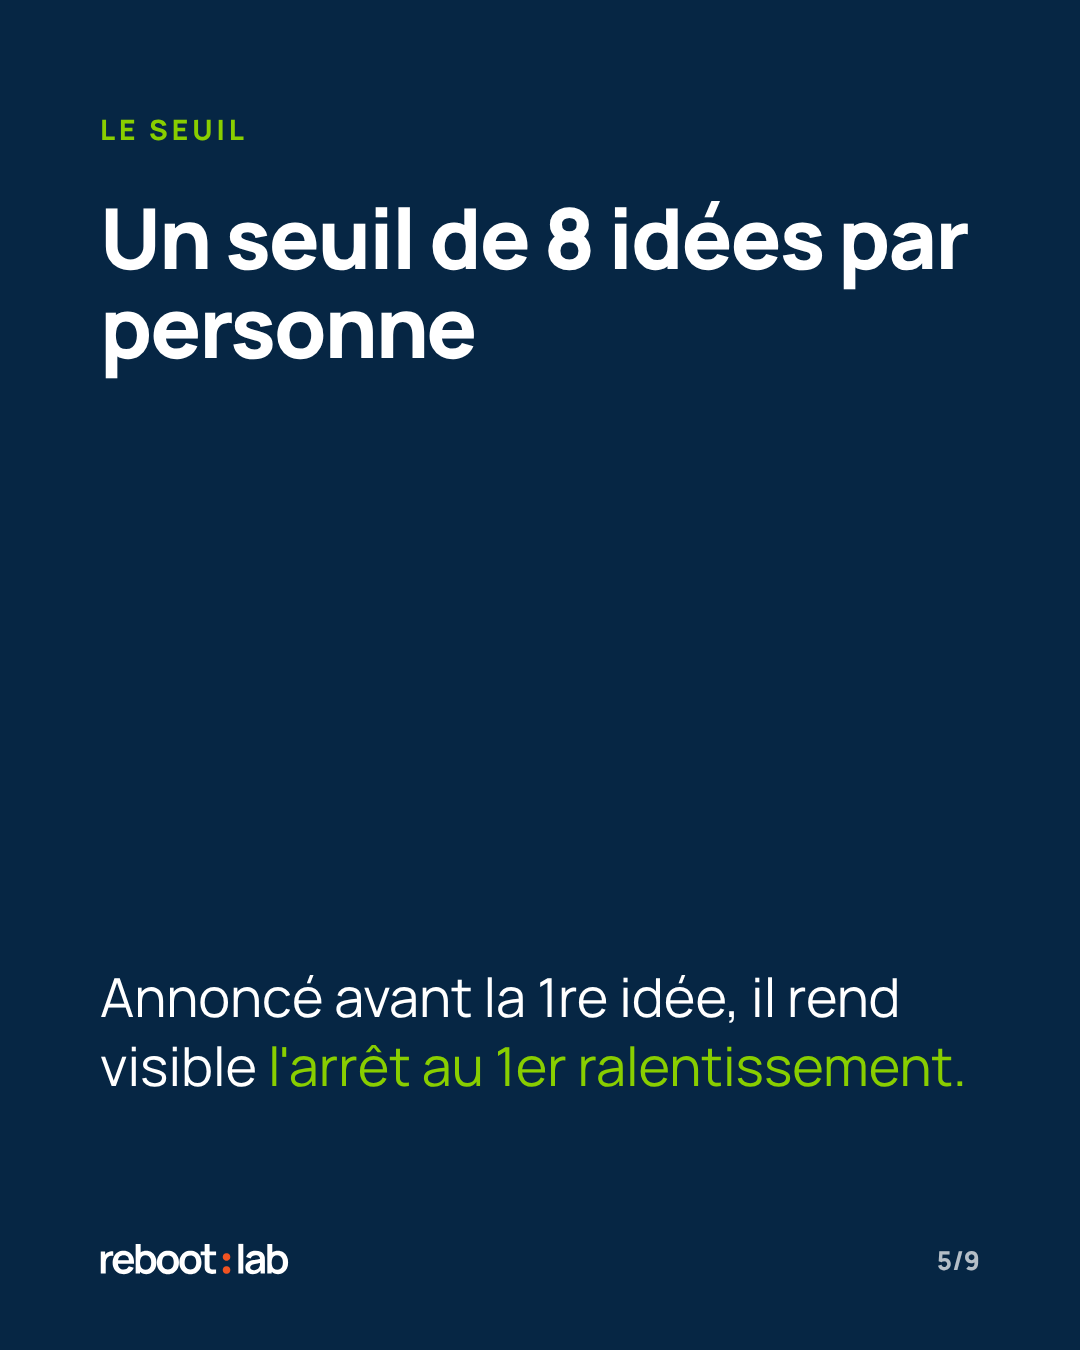 LE SEUIL
Un seuil de 8 idées par
personne
Annoncé avant la 1re idée, il rend
visible l'arrêt au 1er ralentissement.
reboot:lab
5/9